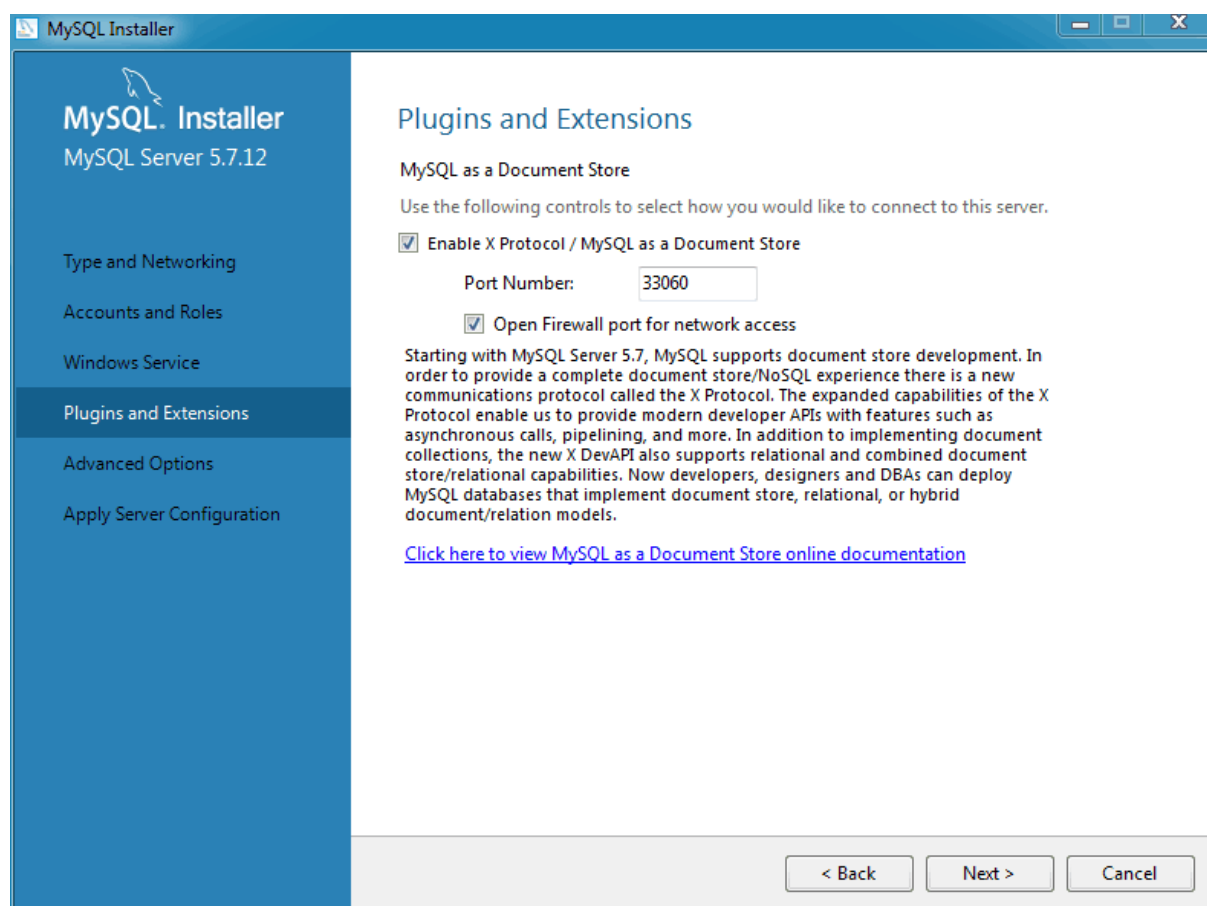 MySQL Installer
MySQL. Installer
MySQL Server 5.7.12
Type and Networking
Accounts and Roles
Windows Service
Plugins and Extensions
Advanced Options
Apply Server Configuration
Plugins and Extensions
MySQL as a Document Store
Use the following controls to select how you would like to connect to this server.
Enable X Protocol / MySQL as a Document Store
Port Number: 33060
Open Firewall port for network access
Starting with MySQL Server 5.7, MySQL supports document store development. In
order to provide a complete document store/NoSQL experience there is a new
communications protocol called the X Protocol. The expanded capabilities of the X
Protocol enable us to provide modern developer APIs with features such as
asynchronous calls, pipelining, and more. In addition to implementing document
collections, the new X DevAPI also supports relational and combined document
store/relational capabilities. Now developers, designers and DBAs can deploy
MySQL databases that implement document store, relational, or hybrid
document/relation models.
Click here to view MySQL as a Document Store online documentation
< Back Next > Cancel